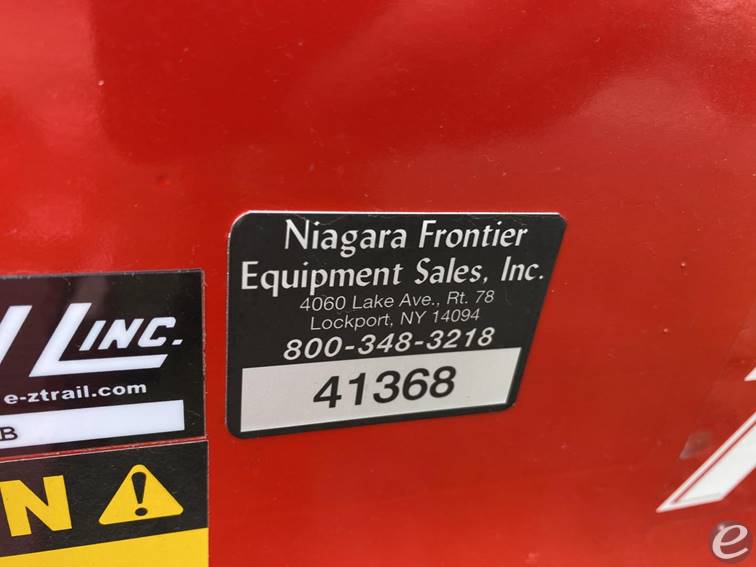 Niagara Frontier
Equipment Sales, Inc.
4060 Lake Ave., Rt. 78
Lockport, NY 14094
800-348-3218
41368
L INC.
e-ztrail.com
B
N
e